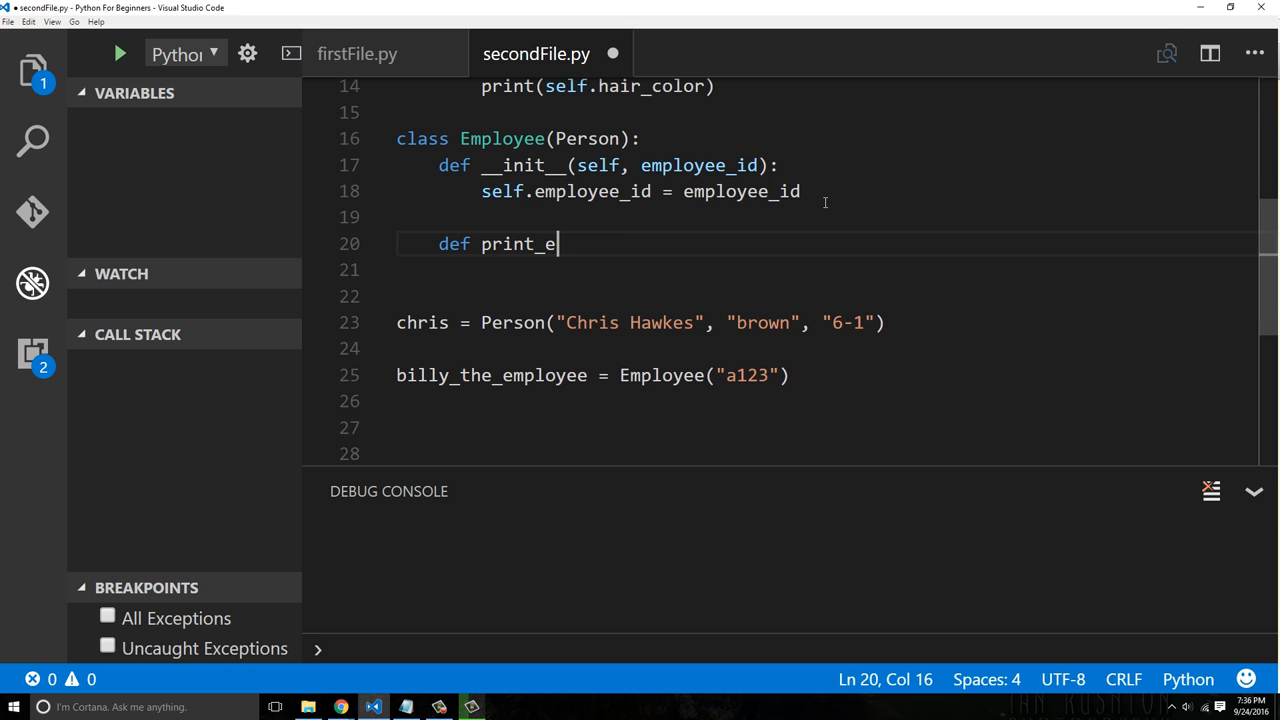 secondFile.py - Python For Beginners - Visual Studio Code
File Edit View Go Help
Pythor
firstFile.py
secondFile.py
1
VARIABLES
WATCH
CALL STACK
2
BREAKPOINTS
All Exceptions
Uncaught Exceptions
14 print(self.hair_color)
15
16 class Employee(Person):
17 def __init__(self, employee_id):
18 self.employee_id = employee_id
19
20 def print_e
21
22
23 chris = Person("Chris Hawkes", "brown", "6-1")
24
25 billy_the_employee = Employee("a123")
26
27
28
DEBUG CONSOLE
0 0
Ln 20, Col 16 Spaces: 4 UTF-8 CRLF Python
I'm Cortana. Ask me anything.
7:36 PM
9/24/2016